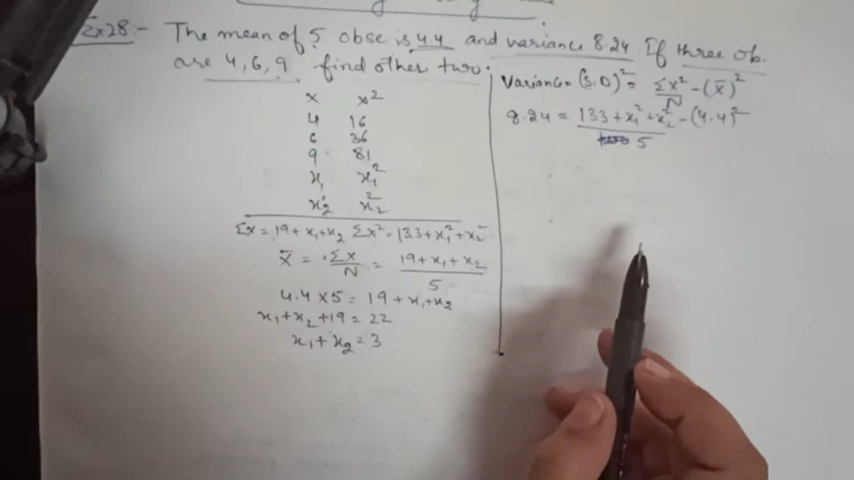 Ex28:- The mean of 5 obse is 4.4 and variance 8.24 If three ob.
are 4, 6, 9 find other two.
x x²
4 16
6 36
9 81
x₁ x₁²
x₂ x₂²
Σx = 19 + x₁ + x₂ Σx² = 133 + x₁² + x₂²
x̄ = Σx/N = 19 + x₁ + x₂/5
4.4 x 5 = 19 + x₁ + x₂
x₁ + x₂ + 19 = 22
x₁ + x₂ = 3
Variance = (S.D)² = Σx²/N - (x̄)²
8.24 = 133 + x₁² + x₂²/5 - (4.4)²